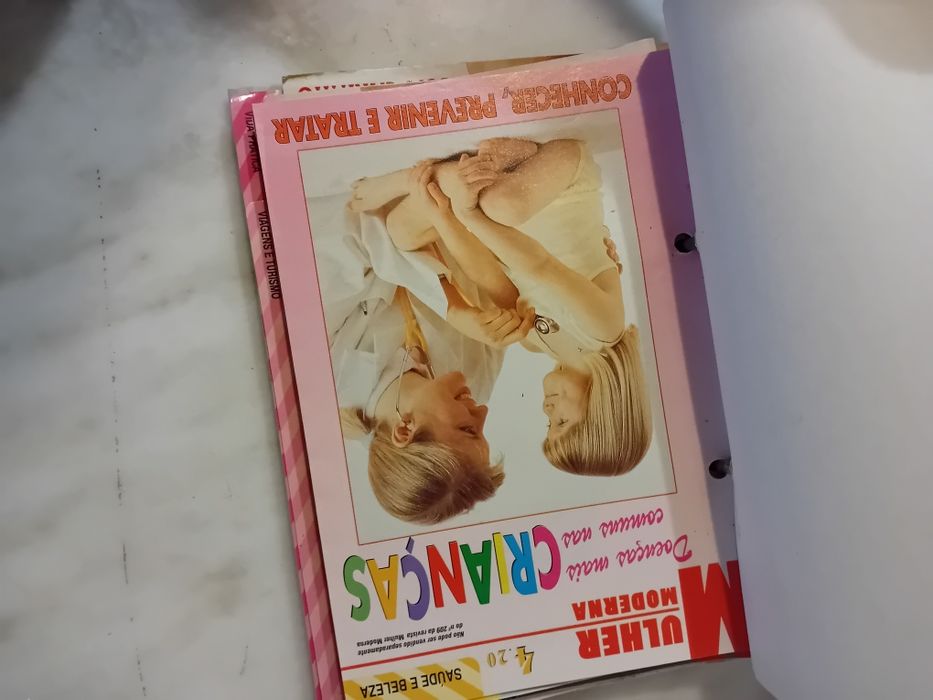 SAÚDE E BELEZA
4.20
MULHER
MODERNA
Não pode ser vendido separadamente
do nº 209 da revista Mulher Moderna
Doenças mais
comuns nas
CRIANÇAS
CONHECER, PREVENIR E TRATAR
VIDA PRÁTICA
VIAGENS E TURISMO